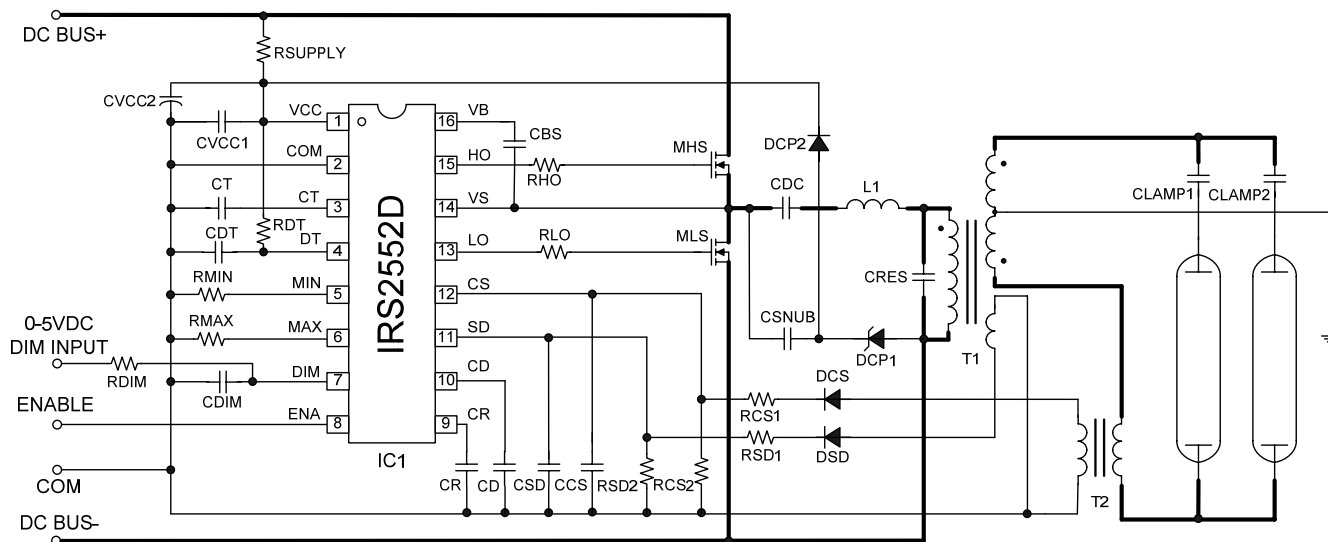 DC BUS+
RSUPPLY
CVCC2
CVCC1
VCC
1
16
VB
CBS
COM
2
15
HO
RHO
MHS
DCP2
CT
CT
3
14
VS
CDC
L1
CLAMP1
CLAMP2
RDT
CDT
DT
4
13
LO
RLO
MLS
RMIN
MIN
5
12
CS
CRES
RMAX
MAX
6
11
SD
CSNUB
DCP1
T1
0-5VDC
DIM INPUT
RDIM
CDIM
DIM
7
10
CD
ENABLE
ENA
8
9
CR
IRS2552D
IC1
RCS1
DCS
RSD1
DSD
CR
CD
CSD
CCS
RSD2
RCS2
T2
COM
DC BUS-